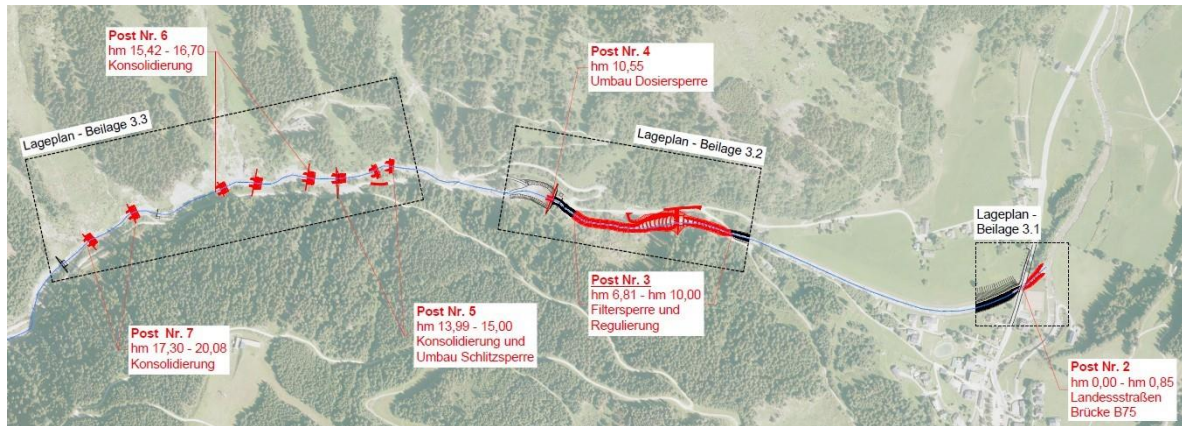 Post Nr. 6
hm 15,42 - 16,70
Konsolidierung
Post Nr. 4
hm 10,55
Umbau Dosiersperre
Lageplan - Beilage 3.3
Lageplan - Beilage 3.2
Lageplan -
Beilage 3.1
Post Nr. 7
hm 17,30 - 20,08
Konsolidierung
Post Nr. 5
hm 13,99 - 15,00
Konsolidierung und
Umbau Schlitzsperre
Post Nr. 3
hm 6,81 - hm 10,00
Filtersperre und
Regulierung
Post Nr. 2
hm 0,00 - hm 0,85
Landessstraßen
Brücke B75